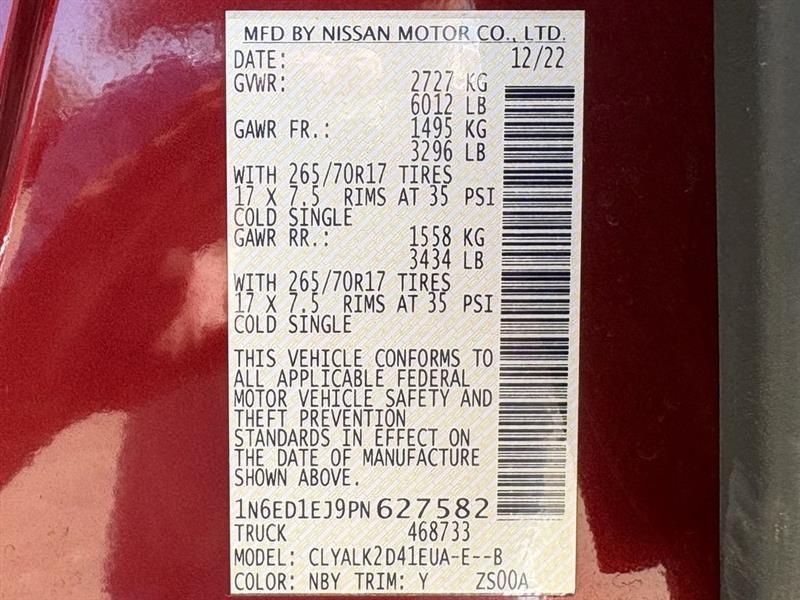 MFD BY NISSAN MOTOR CO., LTD.
DATE: 12/22
GVWR: 2727 KG
6012 LB
GAWR FR.: 1495 KG
3296 LB
WITH 265/70R17 TIRES
17 X 7.5 RIMS AT 35 PSI
COLD SINGLE
GAWR RR.: 1558 KG
3434 LB
WITH 265/70R17 TIRES
17 X 7.5 RIMS AT 35 PSI
COLD SINGLE
THIS VEHICLE CONFORMS TO
ALL APPLICABLE FEDERAL
MOTOR VEHICLE SAFETY AND
THEFT PREVENTION
STANDARDS IN EFFECT ON
THE DATE OF MANUFACTURE
SHOWN ABOVE.
1N6ED1EJ9PN627582
TRUCK 468733
MODEL: CLYALK2D41EUA-E--B
COLOR: NBY TRIM: Y ZS00A